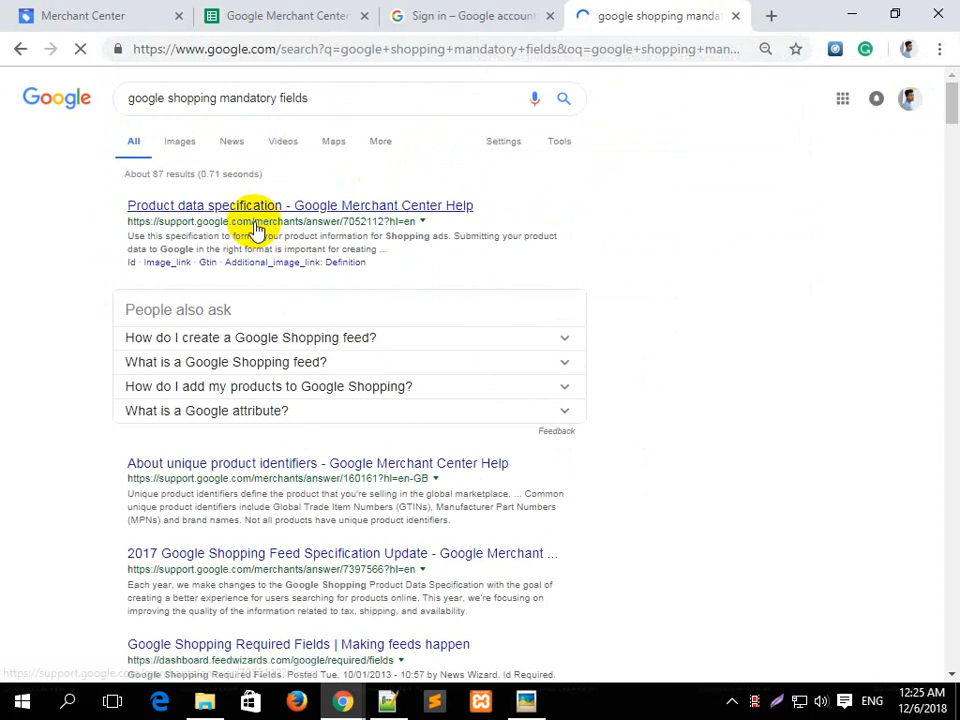 Merchant Center
Google Merchant Center
Sign in – Google account
google shopping manda
https://www.google.com/search?q=google+shopping+mandatory+fields&oq=google+shopping+man...
Google
google shopping mandatory fields
All
Images
News
Videos
Maps
More
Settings
Tools
About 87 results (0.71 seconds)
Product data specification - Google Merchant Center Help
https://support.google.com/merchants/answer/7052112?hl=en
Use this specification to format your product information for Shopping ads. Submitting your product
data to Google in the right format is important for creating ...
Id · Image_link · Gtin · Additional_image_link: Definition
People also ask
How do I create a Google Shopping feed?
What is a Google Shopping feed?
How do I add my products to Google Shopping?
What is a Google attribute?
Feedback
About unique product identifiers - Google Merchant Center Help
https://support.google.com/merchants/answer/160161?hl=en-GB
Unique product identifiers define the product that you're selling in the global marketplace. ... Common
unique product identifiers include Global Trade Item Numbers (GTINs), Manufacturer Part Numbers
(MPNs) and brand names. Not all products have unique product identifiers.
2017 Google Shopping Feed Specification Update - Google Merchant ...
https://support.google.com/merchants/answer/7397566?hl=en
Each year, we make changes to the Google Shopping Product Data Specification with the goal of
creating a better experience for users searching for products online. This year, we're focusing on
improving the quality of the information related to tax, shipping, and availability.
Google Shopping Required Fields | Making feeds happen
https://dashboard.feedwizards.com/google/required/fields
Google Shopping Required Fields. Posted Tue, 10/01/2013 - 10:57 by News Wizard. Id Required.
ENG
12:25 AM
12/6/2018